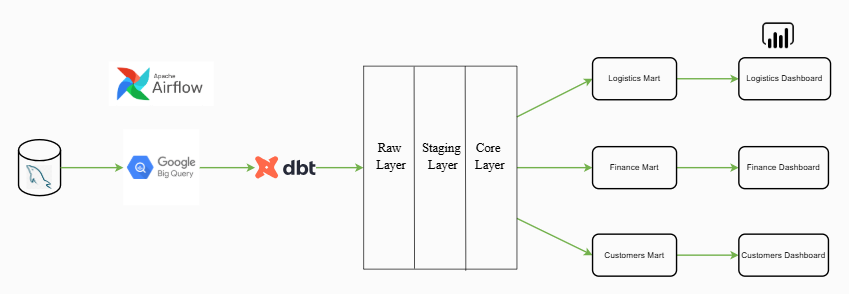 Apache
Airflow
Google
Big Query
dbt
Raw
Layer
Staging
Layer
Core
Layer
Logistics Mart
Logistics Dashboard
Finance Mart
Finance Dashboard
Customers Mart
Customers Dashboard